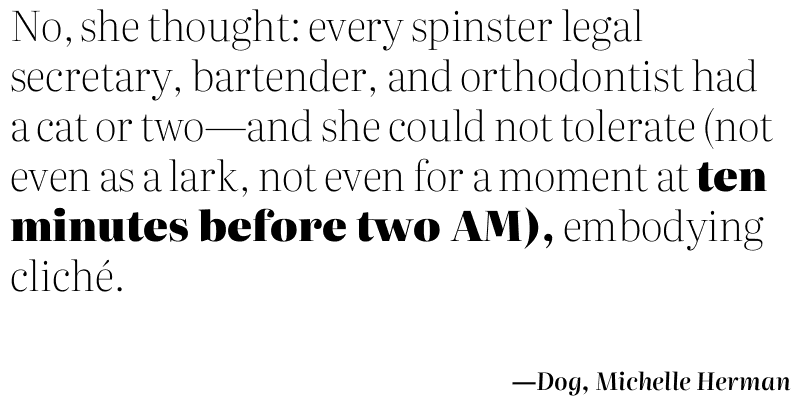 No, she thought: every spinster legal
secretary, bartender, and orthodontist had
a cat or two—and she could not tolerate (not
even as a lark, not even for a moment at ten
minutes before two AM), embodying
cliché.
—Dog, Michelle Herman